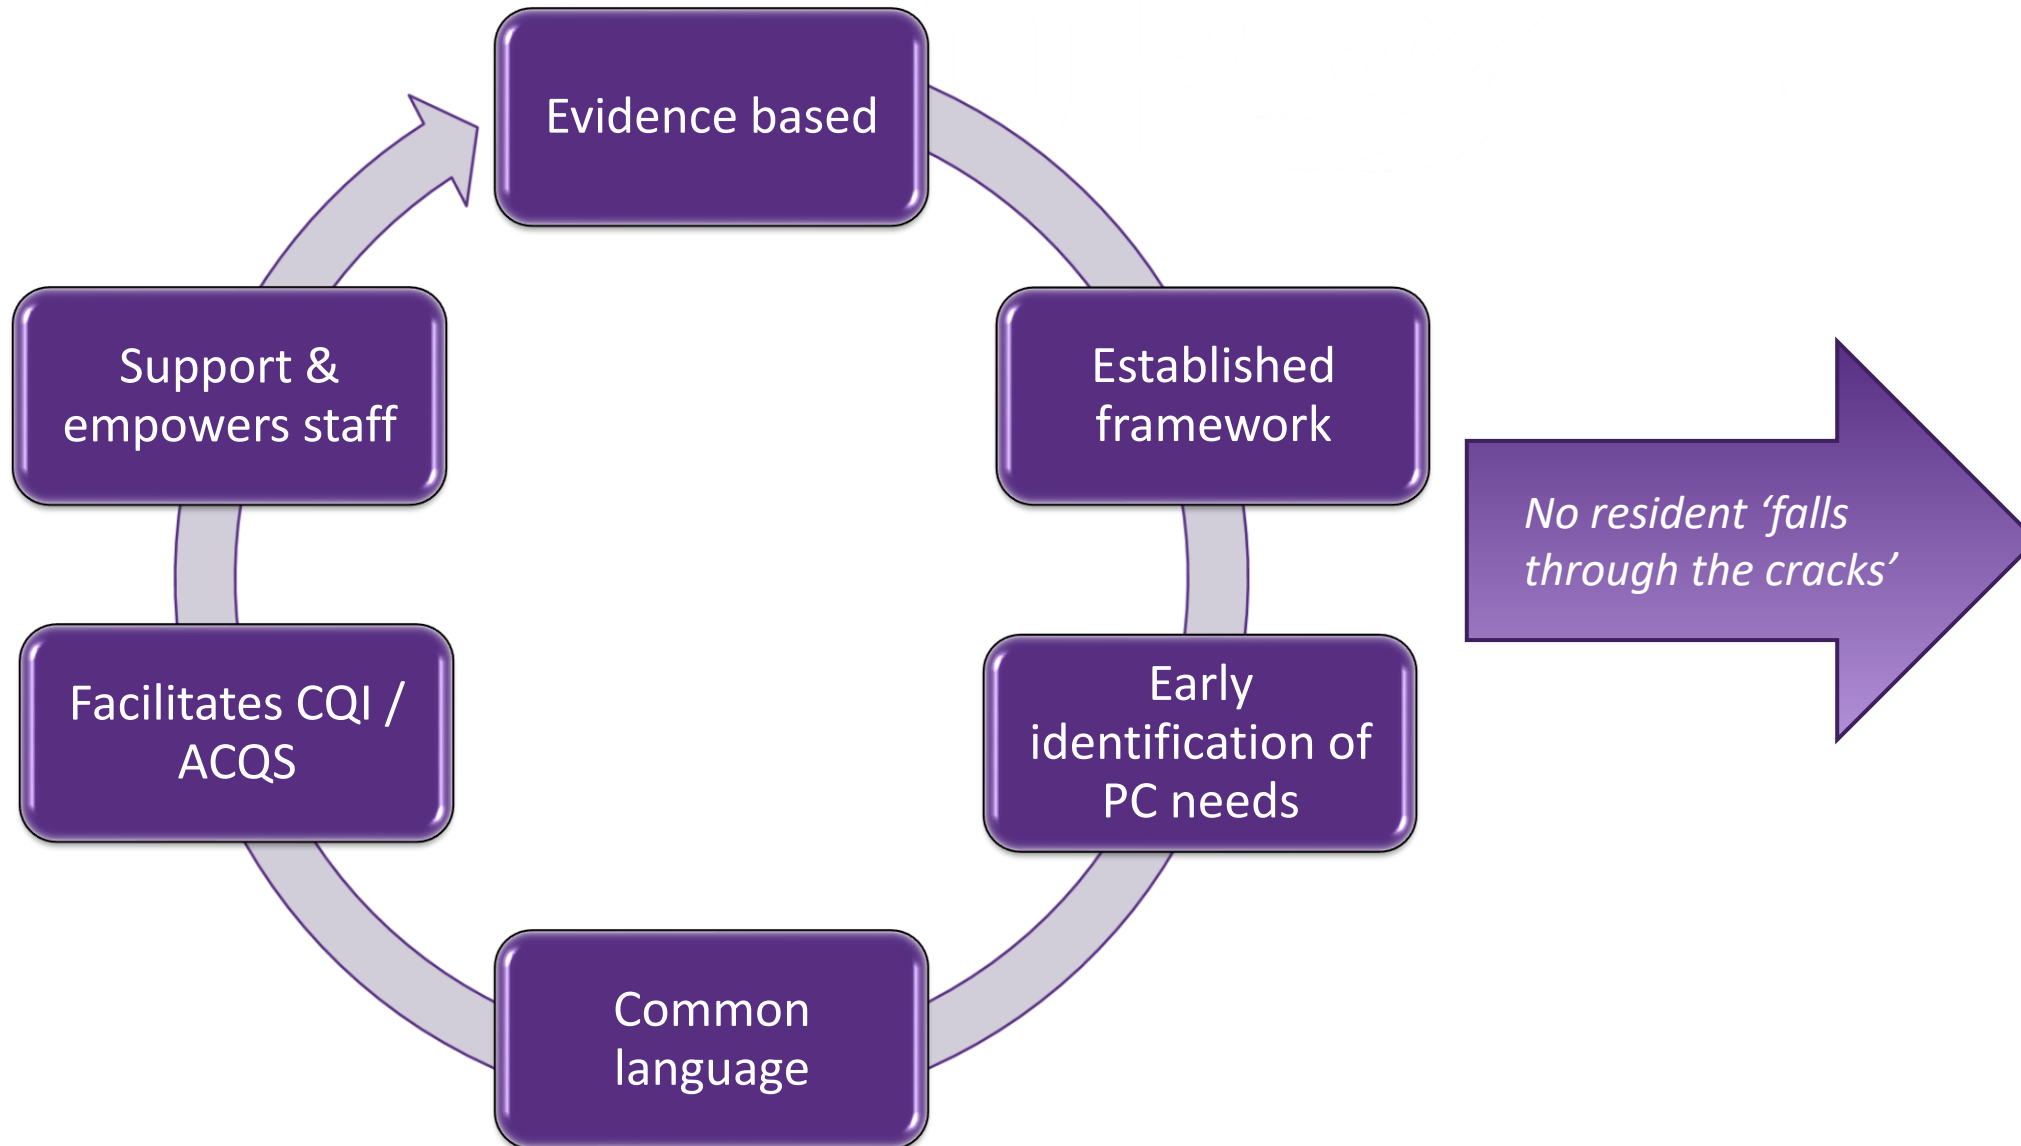 Evidence based
Established
framework
Early
identification of
PC needs
Common
language
Facilitates CQI /
ACQS
Support &
empowers staff
No resident ‘falls
through the cracks’